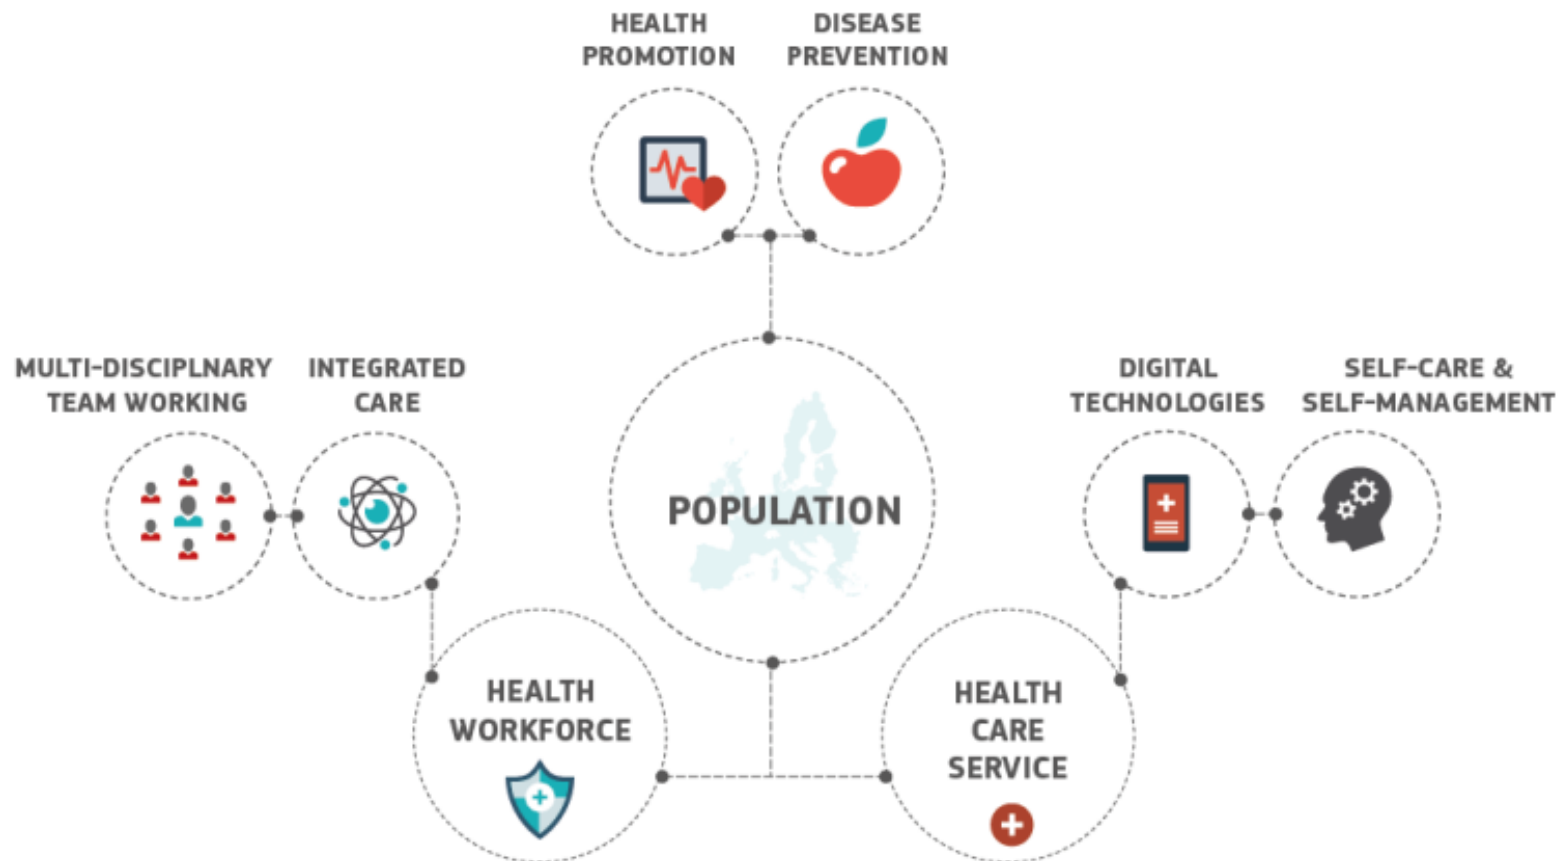 HEALTH
PROMOTION
DISEASE
PREVENTION
MULTI-DISCIPLNARY
TEAM WORKING
INTEGRATED
CARE
DIGITAL
TECHNOLOGIES
SELF-CARE &
SELF-MANAGEMENT
POPULATION
HEALTH
WORKFORCE
HEALTH
CARE
SERVICE